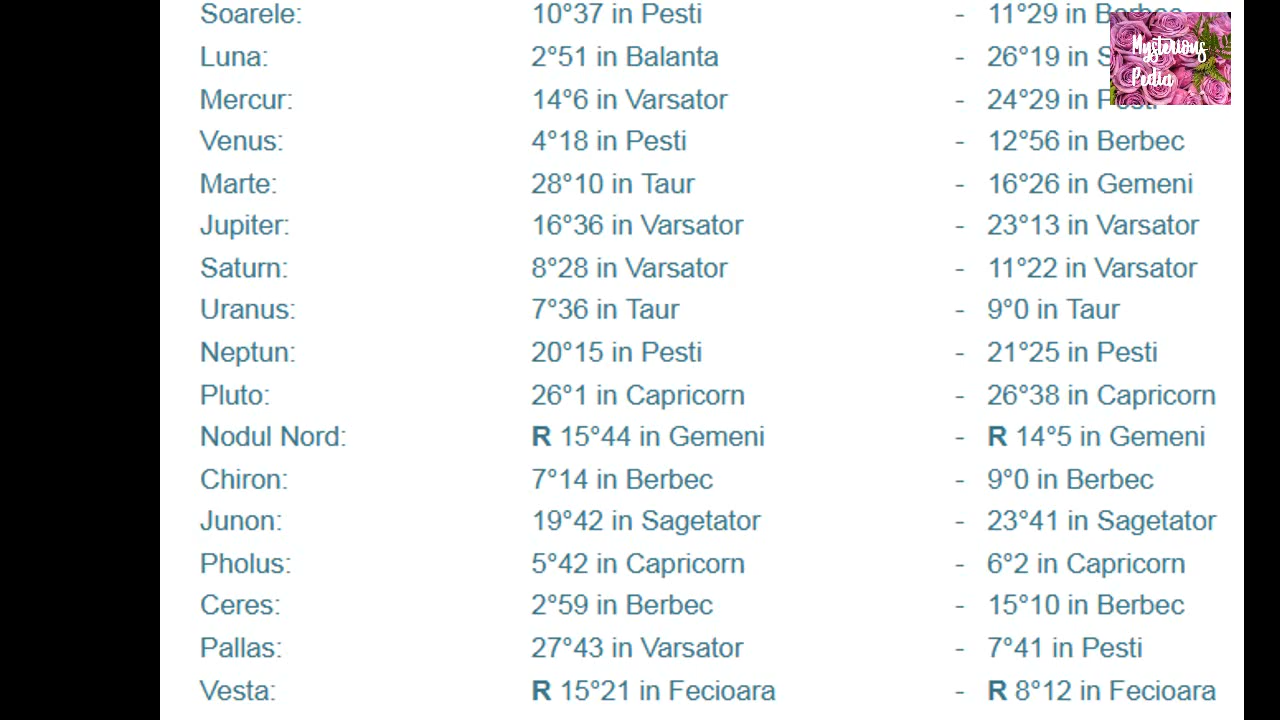 Soarele: 10°37 in Pesti - 11°29 in Berbec
Luna: 2°51 in Balanta - 26°19 in
Mercur: 14°6 in Varsator - 24°29 in Pesti
Venus: 4°18 in Pesti - 12°56 in Berbec
Marte: 28°10 in Taur - 16°26 in Gemeni
Jupiter: 16°36 in Varsator - 23°13 in Varsator
Saturn: 8°28 in Varsator - 11°22 in Varsator
Uranus: 7°36 in Taur - 9°0 in Taur
Neptun: 20°15 in Pesti - 21°25 in Pesti
Pluto: 26°1 in Capricorn - 26°38 in Capricorn
Nodul Nord: R 15°44 in Gemeni - R 14°5 in Gemeni
Chiron: 7°14 in Berbec - 9°0 in Berbec
Junon: 19°42 in Sagetator - 23°41 in Sagetator
Pholus: 5°42 in Capricorn - 6°2 in Capricorn
Ceres: 2°59 in Berbec - 15°10 in Berbec
Pallas: 27°43 in Varsator - 7°41 in Pesti
Vesta: R 15°21 in Fecioara - R 8°12 in Fecioara
Mysterious
Pedia